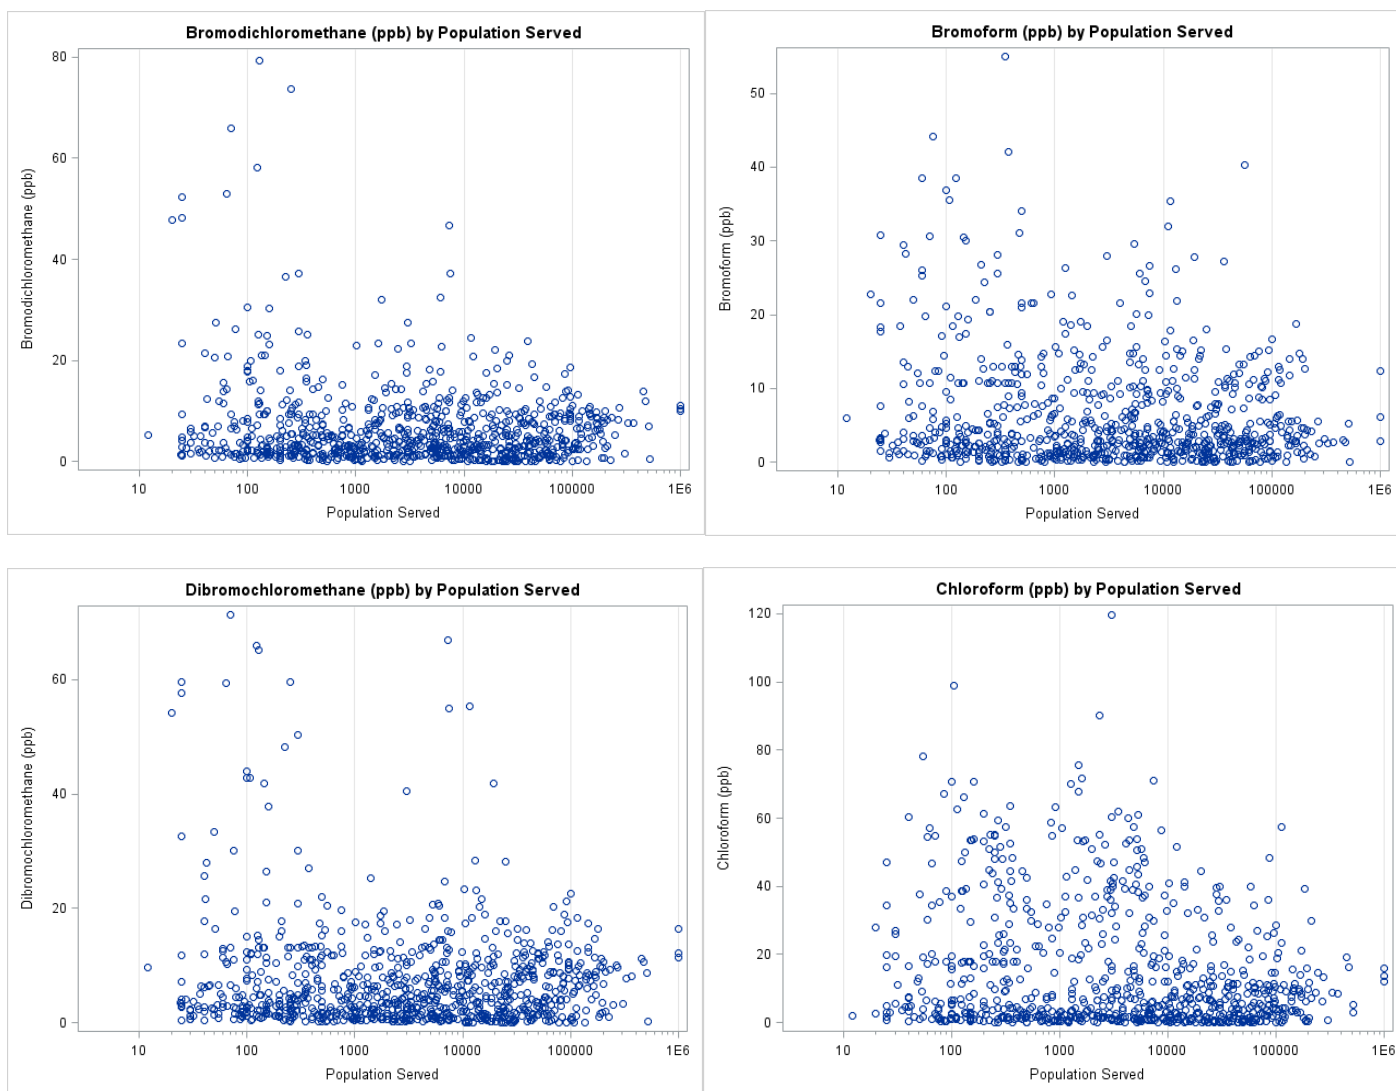 Bromodichloromethane (ppb) by Population Served
Bromodichloromethane (ppb)
80
60
40
20
0
10 100 1000 10000 100000 1E6
Population Served
Bromoform (ppb) by Population Served
Bromoform (ppb)
50
40
30
20
10
0
10 100 1000 10000 100000 1E6
Population Served
Dibromochloromethane (ppb) by Population Served
Dibromochloromethane (ppb)
60
40
20
0
10 100 1000 10000 100000 1E6
Population Served
Chloroform (ppb) by Population Served
Chloroform (ppb)
120
100
80
60
40
20
0
10 100 1000 10000 100000 1E6
Population Served